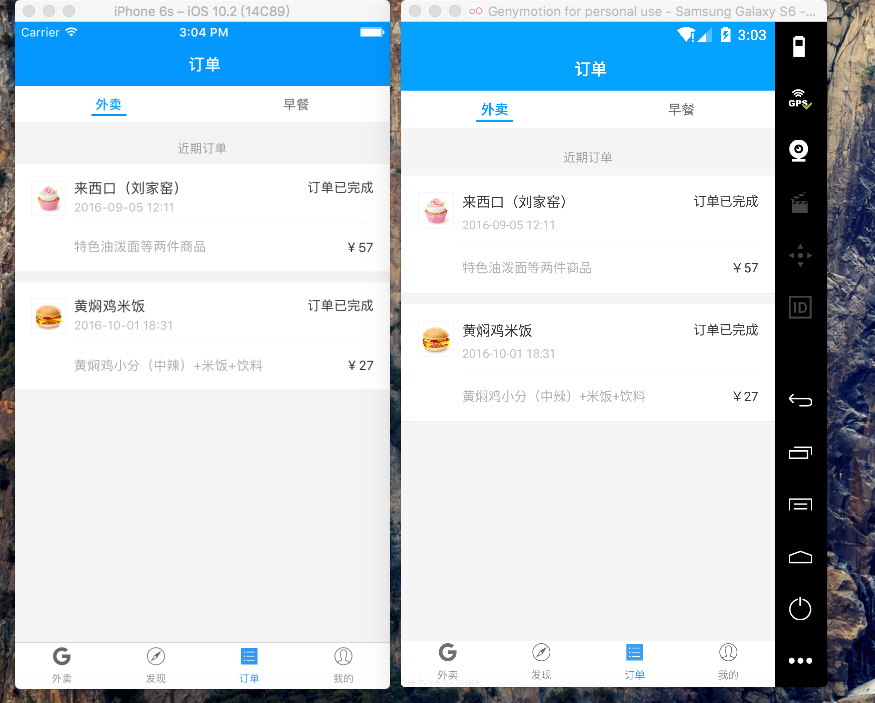 iPhone 6s – iOS 10.2 (14C89)
Carrier
3:04 PM
订单
外卖
早餐
近期订单
来西口（刘家窑）
订单已完成
2016-09-05 12:11
特色油泼面等两件商品
￥57
黄焖鸡米饭
订单已完成
2016-10-01 18:31
黄焖鸡小分（中辣）+米饭+饮料
￥27
外卖
发现
订单
我的
Genymotion for personal use - Samsung Galaxy S6 -...
3:03
订单
外卖
早餐
近期订单
来西口（刘家窑）
订单已完成
2016-09-05 12:11
特色油泼面等两件商品
￥57
黄焖鸡米饭
订单已完成
2016-10-01 18:31
黄焖鸡小分（中辣）+米饭+饮料
￥27
外卖
发现
订单
我的
GPS
ID